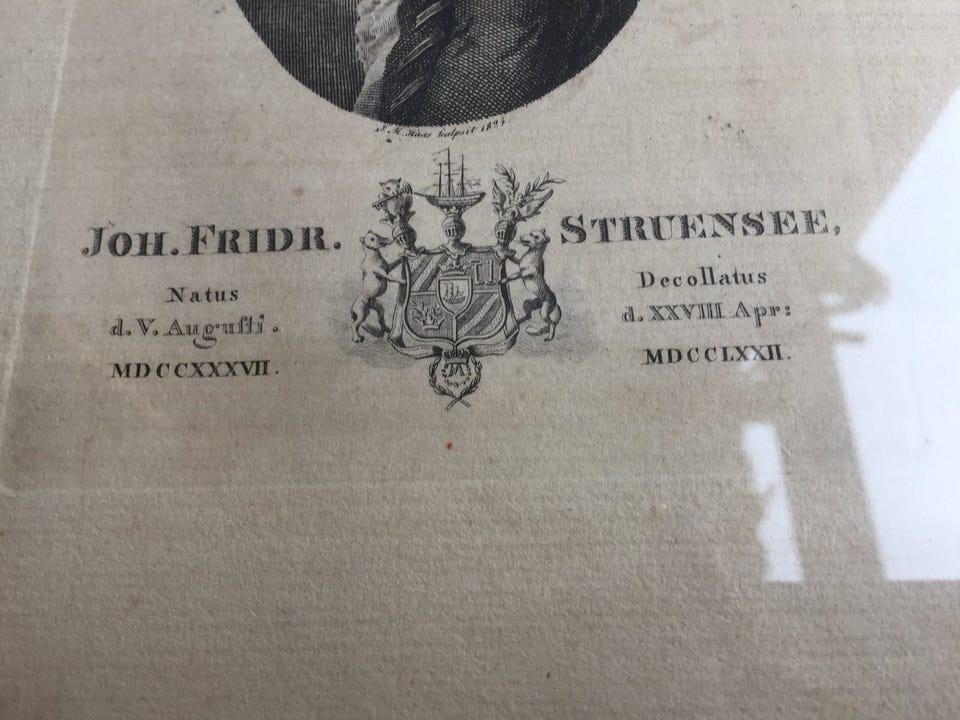 J. H. Haas Sculpsit 1824.
JOH. FRIDR. STRUENSEE,
Natus
d. V. Augusti.
MDCCXXXVII.
Decollatus
d. XXVIII Apr:
MDCCLXXII.